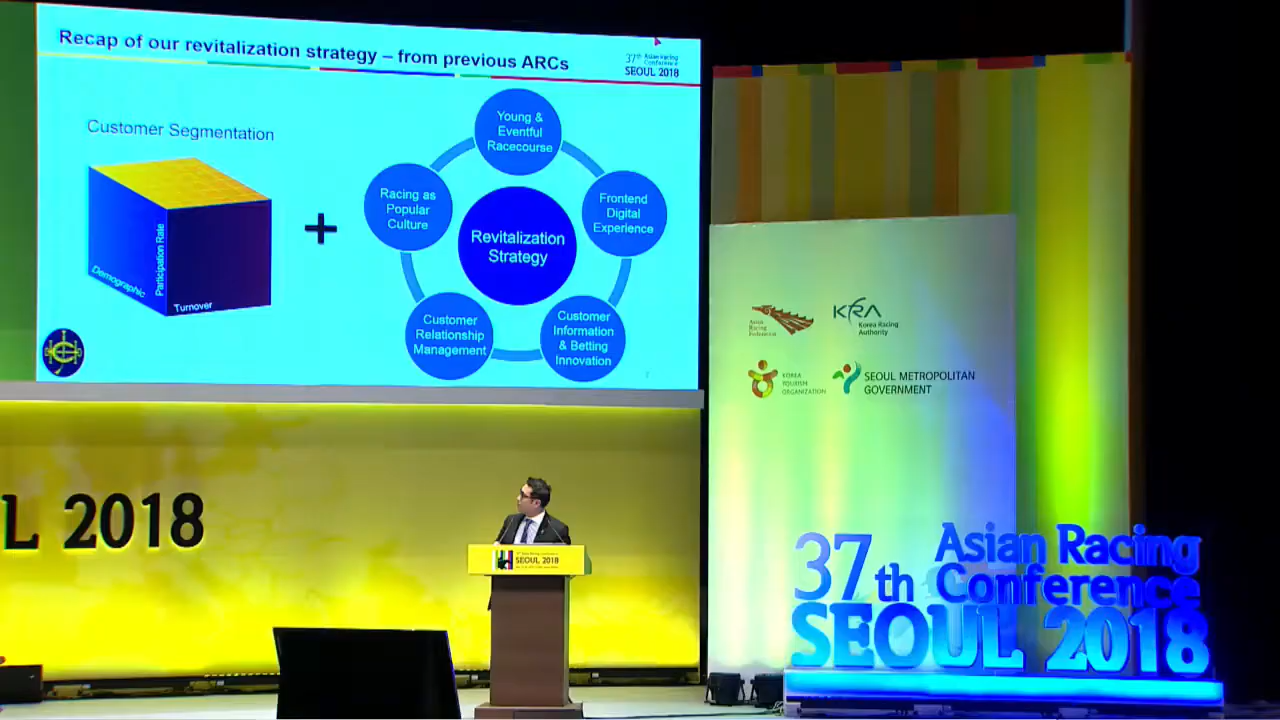 Recap of our revitalization strategy – from previous ARCs
37th Asian Racing
Conference
SEOUL 2018
Customer Segmentation
Demographic
Participation Rate
Turnover
+
Young &
Eventful
Racecourse
Frontend
Digital
Experience
Customer
Information
& Betting
Innovation
Customer
Relationship
Management
Racing as
Popular
Culture
Revitalization
Strategy
7
Asian
Racing
Federation
KRA
Korea Racing
Authority
KOREA
TOURISM
ORGANIZATION
SEOUL METROPOLITAN
GOVERNMENT
L 2018
SEOUL 2018
37th
Asian Racing
Conference
SEOUL 2018